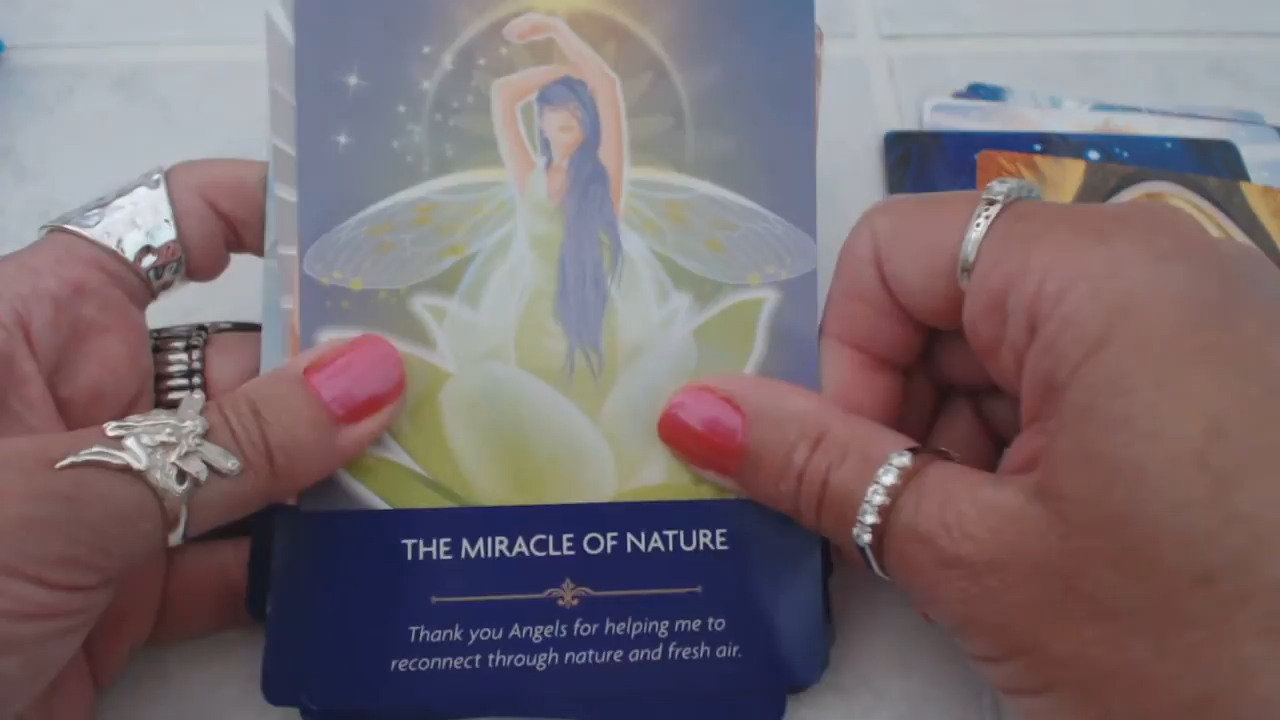 THE MIRACLE OF NATURE
Thank you Angels for helping me to
reconnect through nature and fresh air.